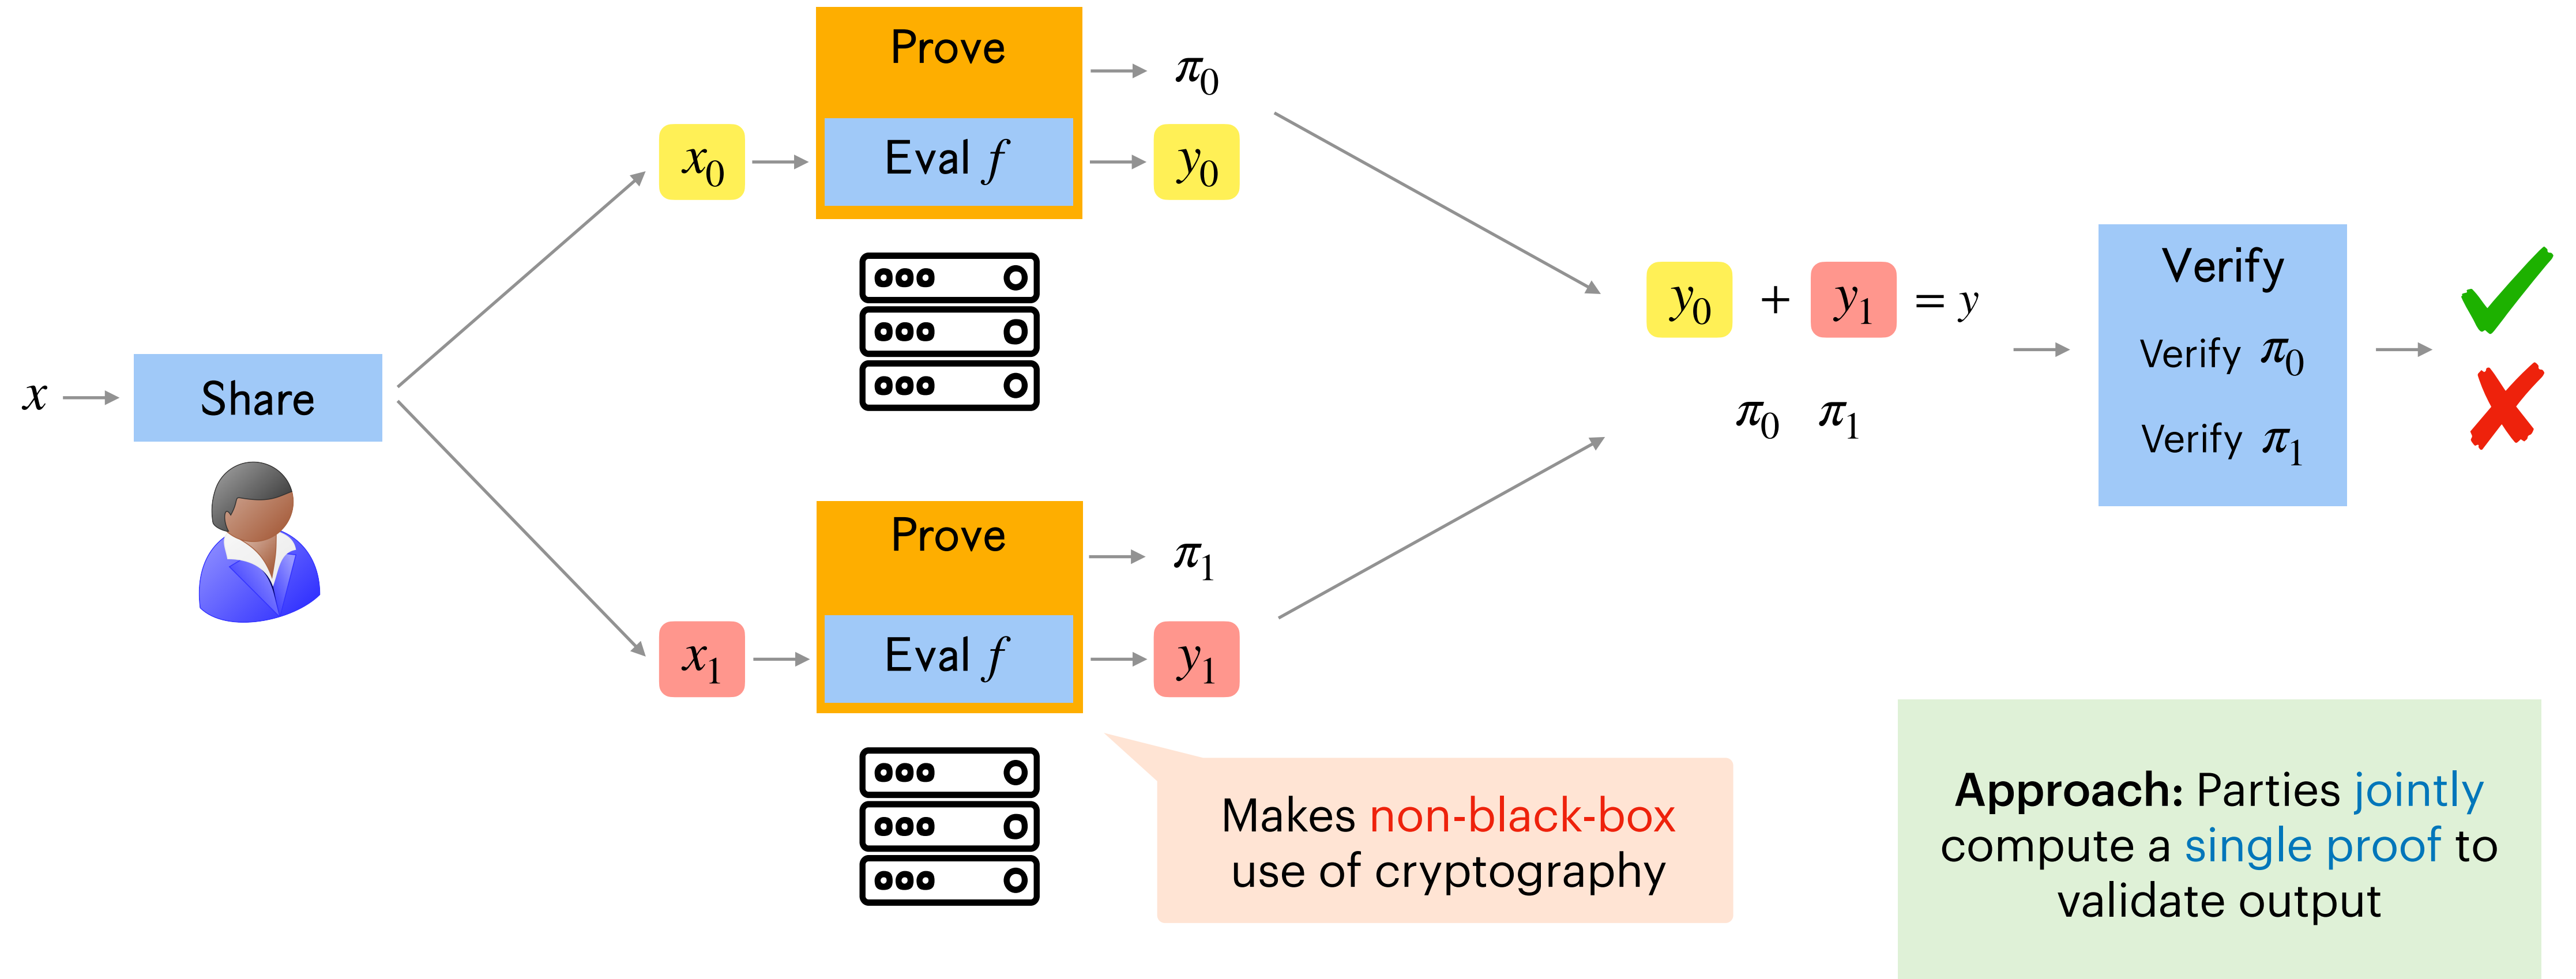 Prove
π₀
x₀
Eval f
y₀
x
Share
y₀ + y₁ = y
π₀ π₁
Verify
Verify π₀
Verify π₁
Prove
π₁
x₁
Eval f
y₁
Makes non-black-box
use of cryptography
Approach: Parties jointly
compute a single proof to
validate output